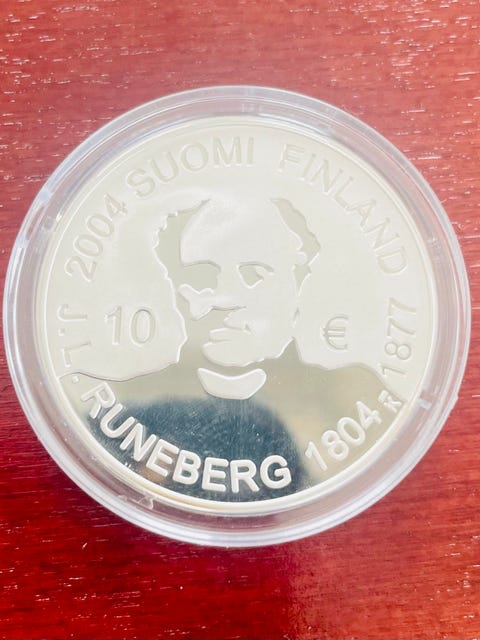 2004 SUOMI FINLAND
10 €
J.L. RUNEBERG 1804 1877